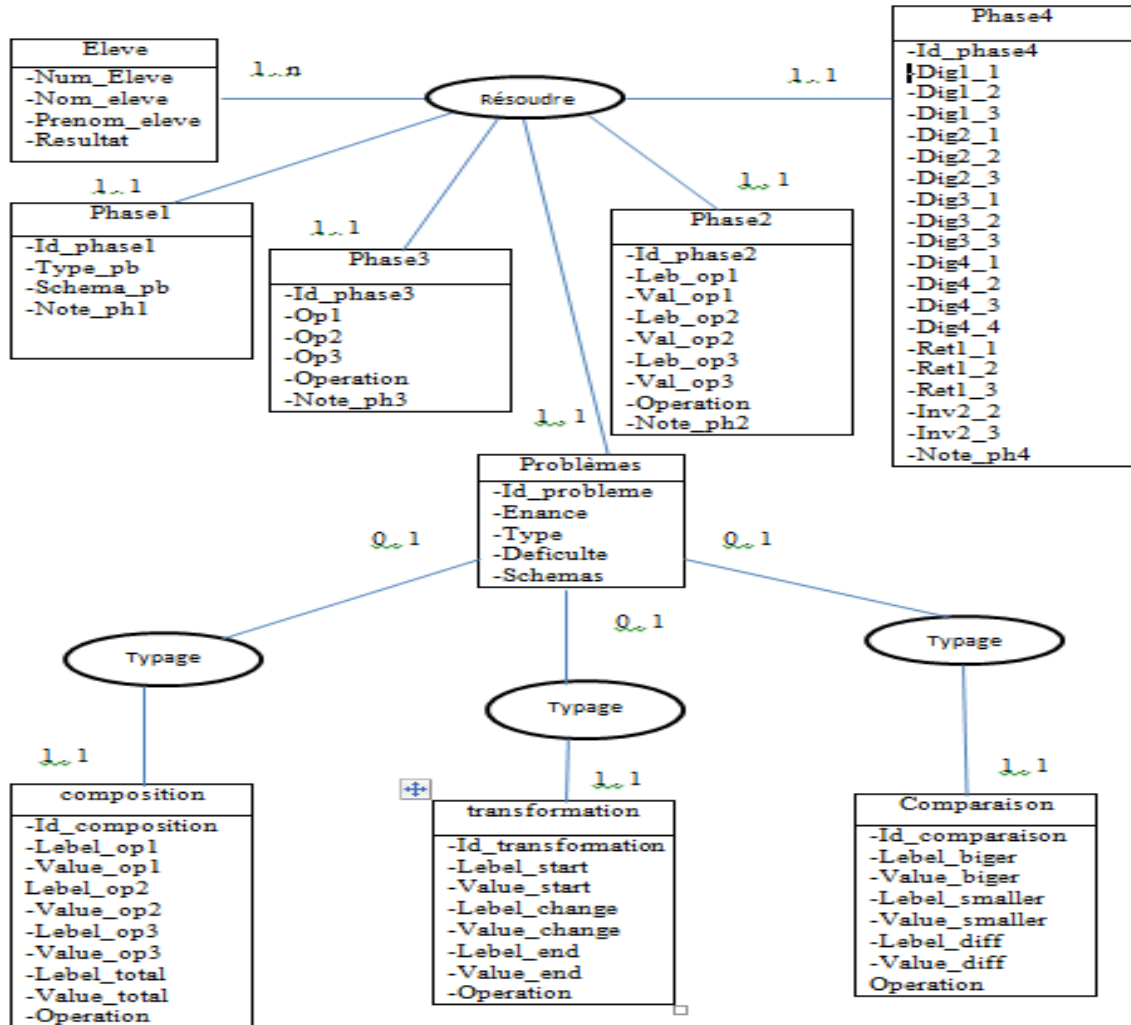 Eleve
-Num_Eleve
-Nom_eleve
-Prenom_eleve
-Resultat
1..n
Résoudre
1..1
Phase4
-Id_phase4
-Dig1_1
-Dig1_2
-Dig1_3
-Dig2_1
-Dig2_2
-Dig2_3
-Dig3_1
-Dig3_2
-Dig3_3
-Dig4_1
-Dig4_2
-Dig4_3
-Dig4_4
-Ret1_1
-Ret1_2
-Ret1_3
-Inv2_2
-Inv2_3
-Note_ph4
1..1
Phase1
-Id_phase1
-Type_pb
-Schema_pb
-Note_ph1
1..1
Phase3
-Id_phase3
-Op1
-Op2
-Op3
-Operation
-Note_ph3
1..1
Phase2
-Id_phase2
-Leb_op1
-Val_op1
-Leb_op2
-Val_op2
-Leb_op3
-Val_op3
-Operation
-Note_ph2
1..1
Problèmes
-Id_probleme
-Enance
-Type
-Deficulte
-Schemas
0..1
0..1
0..1
Typage
Typage
Typage
1..1
composition
-Id_composition
-Lebel_op1
-Value_op1
Lebel_op2
-Value_op2
-Lebel_op3
-Value_op3
-Lebel_total
-Value_total
-Operation
1..1
transformation
-Id_transformation
-Lebel_start
-Value_start
-Lebel_change
-Value_change
-Lebel_end
-Value_end
-Operation
1..1
Comparaison
-Id_comparaison
-Lebel_biger
-Value_biger
-Lebel_smaller
-Value_smaller
-Lebel_diff
-Value_diff
Operation